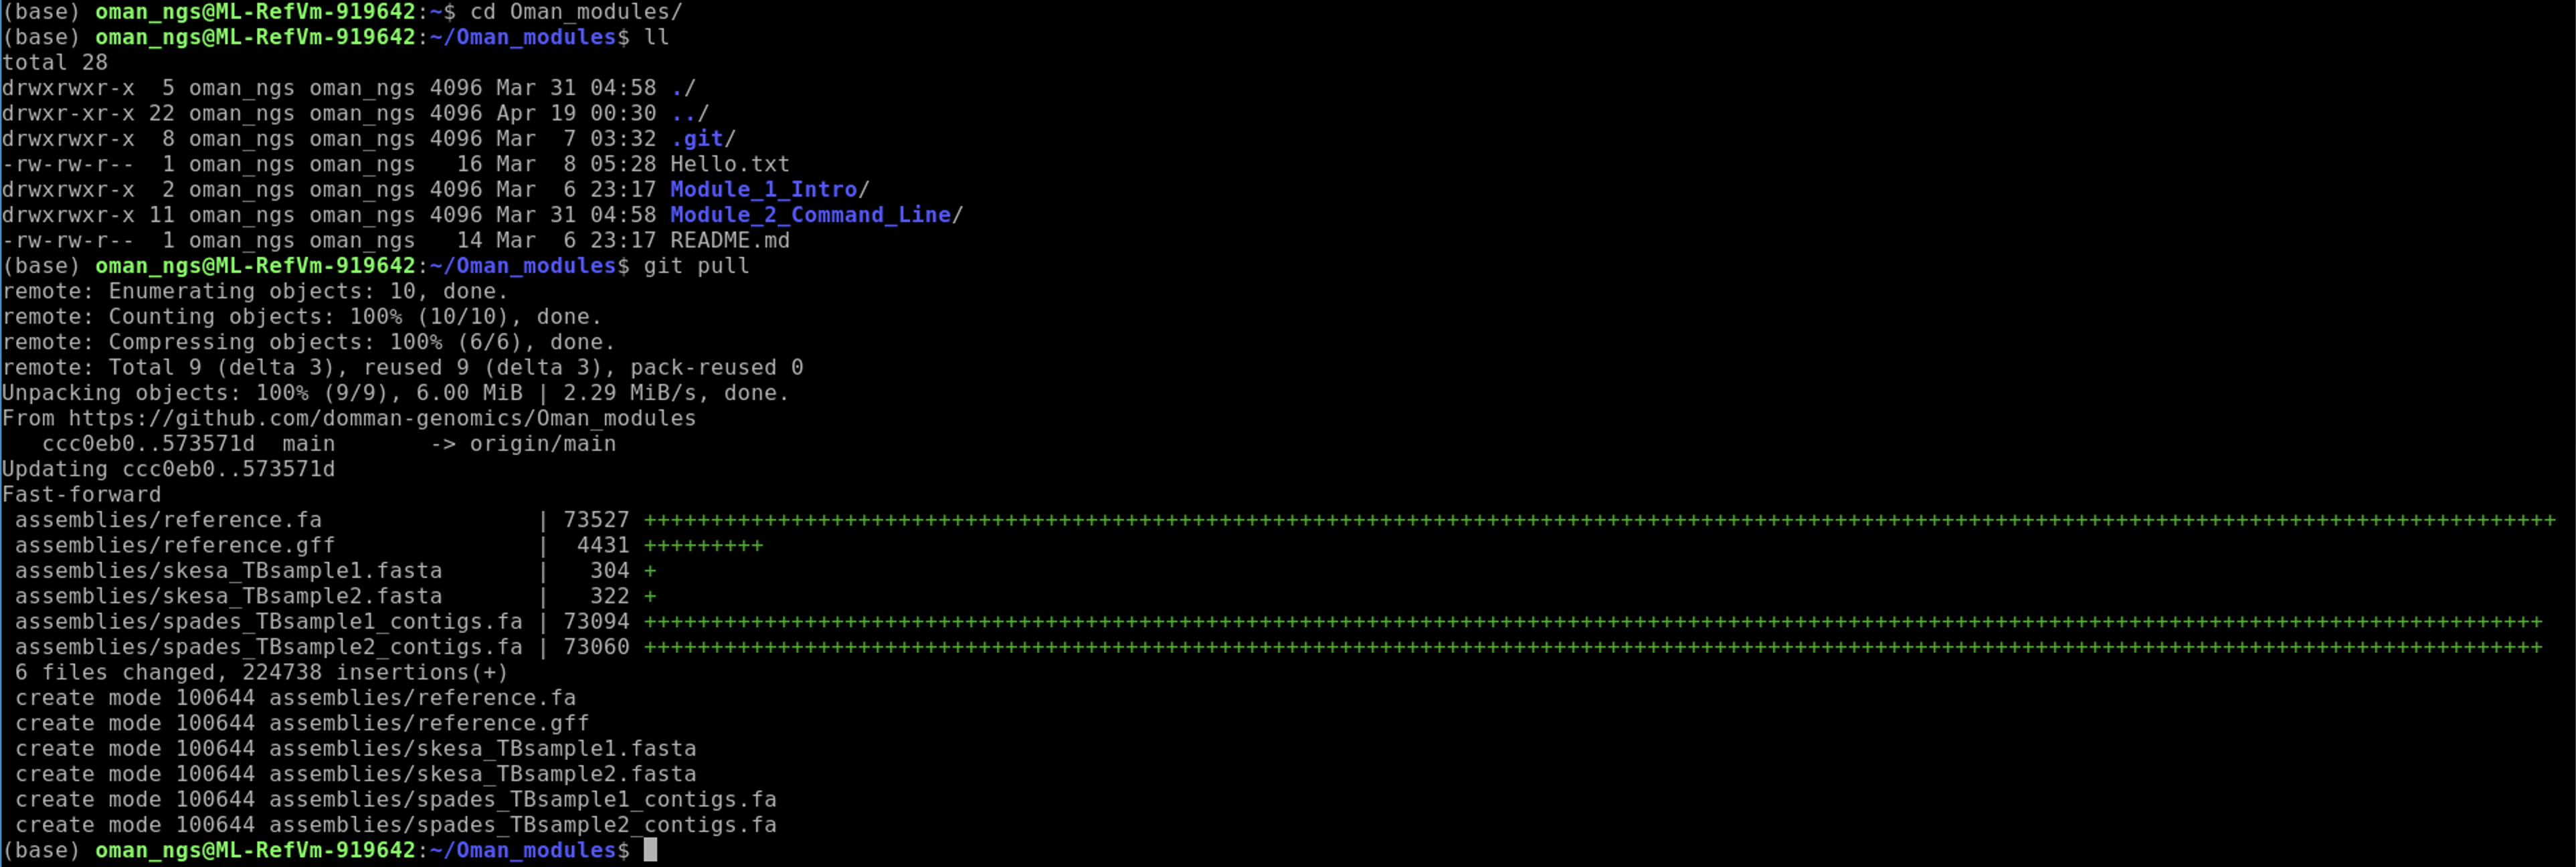 (base) oman_ngs@ML-RefVm-919642:~$ cd Oman_modules/
(base) oman_ngs@ML-RefVm-919642:~/Oman_modules$ ll
total 28
drwxrwxr-x  5 oman_ngs oman_ngs 4096 Mar 31 04:58 ./
drwxr-xr-x 22 oman_ngs oman_ngs 4096 Apr 19 00:30 ../
drwxrwxr-x  8 oman_ngs oman_ngs 4096 Mar  7 03:32 .git/
-rw-rw-r--  1 oman_ngs oman_ngs   16 Mar  8 05:28 Hello.txt
drwxrwxr-x  2 oman_ngs oman_ngs 4096 Mar  6 23:17 Module_1_Intro/
drwxrwxr-x 11 oman_ngs oman_ngs 4096 Mar 31 04:58 Module_2_Command_Line/
-rw-rw-r--  1 oman_ngs oman_ngs   14 Mar  6 23:17 README.md
(base) oman_ngs@ML-RefVm-919642:~/Oman_modules$ git pull
remote: Enumerating objects: 10, done.
remote: Counting objects: 100% (10/10), done.
remote: Compressing objects: 100% (6/6), done.
remote: Total 9 (delta 3), reused 9 (delta 3), pack-reused 0
Unpacking objects: 100% (9/9), 6.00 MiB | 2.29 MiB/s, done.
From https://github.com/domman-genomics/Oman_modules
   ccc0eb0..573571d  main       -> origin/main
Updating ccc0eb0..573571d
Fast-forward
 assemblies/reference.fa                | 73527 +++++++++++++++++++++++++++++++++++++++++++++++++++++++++++++++++++++++++++++++++++++++++++++++++++++++++++++++++++++++++++++++++++++++++++++++
 assemblies/reference.gff               |  4431 +++++++++
 assemblies/skesa_TBsample1.fasta       |   304 +
 assemblies/skesa_TBsample2.fasta       |   322 +
 assemblies/spades_TBsample1_contigs.fa | 73094 ++++++++++++++++++++++++++++++++++++++++++++++++++++++++++++++++++++++++++++++++++++++++++++++++++++++++++++++++++++++++++++++++++++++++++++++
 assemblies/spades_TBsample2_contigs.fa | 73060 ++++++++++++++++++++++++++++++++++++++++++++++++++++++++++++++++++++++++++++++++++++++++++++++++++++++++++++++++++++++++++++++++++++++++++++++
 6 files changed, 224738 insertions(+)
 create mode 100644 assemblies/reference.fa
 create mode 100644 assemblies/reference.gff
 create mode 100644 assemblies/skesa_TBsample1.fasta
 create mode 100644 assemblies/skesa_TBsample2.fasta
 create mode 100644 assemblies/spades_TBsample1_contigs.fa
 create mode 100644 assemblies/spades_TBsample2_contigs.fa
(base) oman_ngs@ML-RefVm-919642:~/Oman_modules$